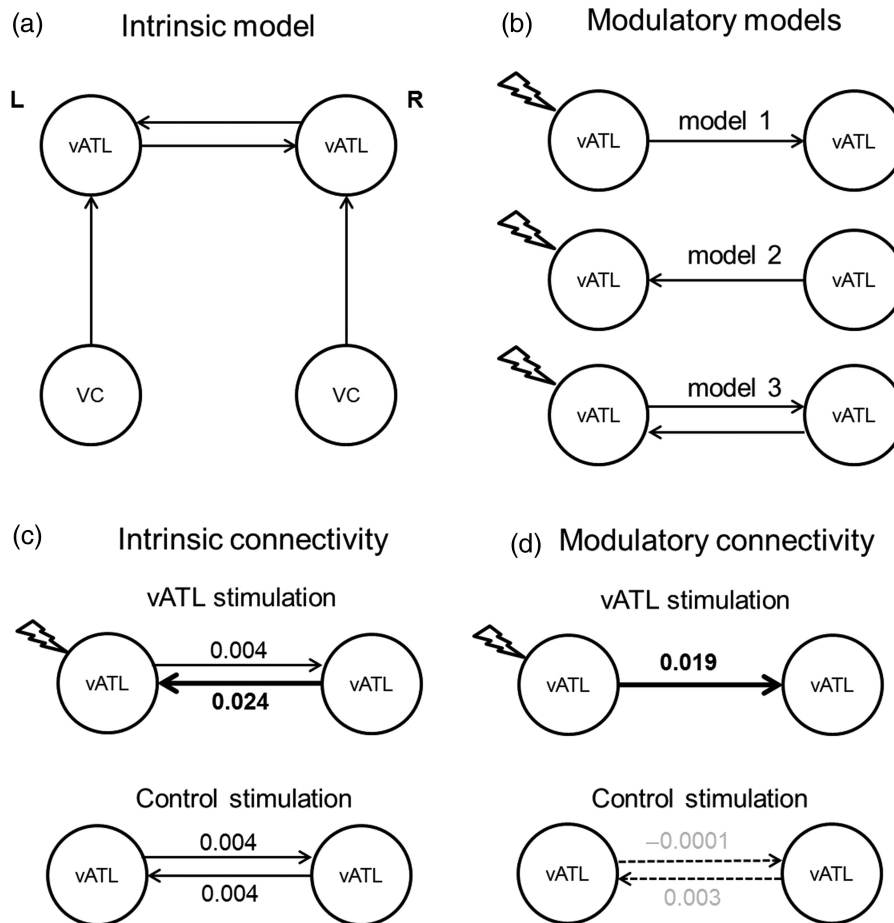 (a) Intrinsic model
L R
vATL vATL
VC VC
(b) Modulatory models
vATL model 1 vATL
vATL model 2 vATL
vATL model 3 vATL
(c) Intrinsic connectivity
vATL stimulation
0.004
vATL vATL
0.024
Control stimulation
0.004
vATL vATL
0.004
(d) Modulatory connectivity
vATL stimulation
0.019
vATL vATL
Control stimulation
–0.0001
vATL vATL
0.003